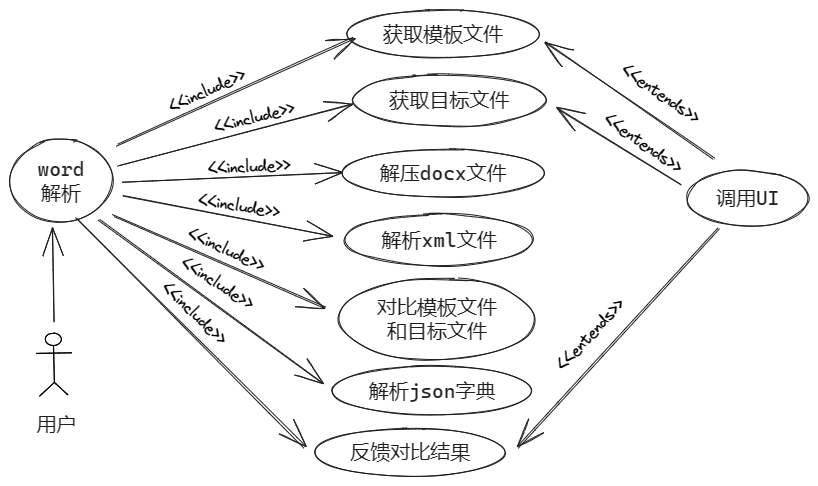 获取模板文件
<<include>>
<<entends>>
获取目标文件
<<include>>
<<entends>>
word
解析
<<include>>
解压docx文件
调用UI
<<include>>
解析xml文件
<<include>>
<<include>>
<<include>>
对比模板文件
和目标文件
<<entends>>
解析json字典
用户
反馈对比结果